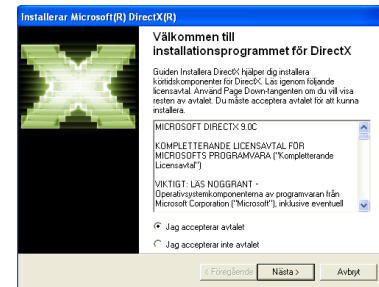 Installerar Microsoft(R) DirectX(R)
Välkommen till
installationsprogrammet för DirectX
Guiden Installera DirectX hjälper dig installera
körtidskomponenter för DirectX. Läs igenom följande
licensavtal. Använd Page Down-tangenten om du vill visa
resten av avtalet. Du måste acceptera avtalet för att kunna
installera.
MICROSOFT DIRECTX 9.0C
KOMPLETTERANDE LICENSAVTAL FÖR
MICROSOFTS PROGRAMVARA ("Kompletterande
Licensavtal")
VIKTIGT: LÄS NOGGRANT -
Operativsystemkomponenterna av programvaran från
Microsoft Corporation ("Microsoft"), inklusive eventuell
Jag accepterar avtalet
Jag accepterar inte avtalet
< Föregående
Nästa >
Avbryt